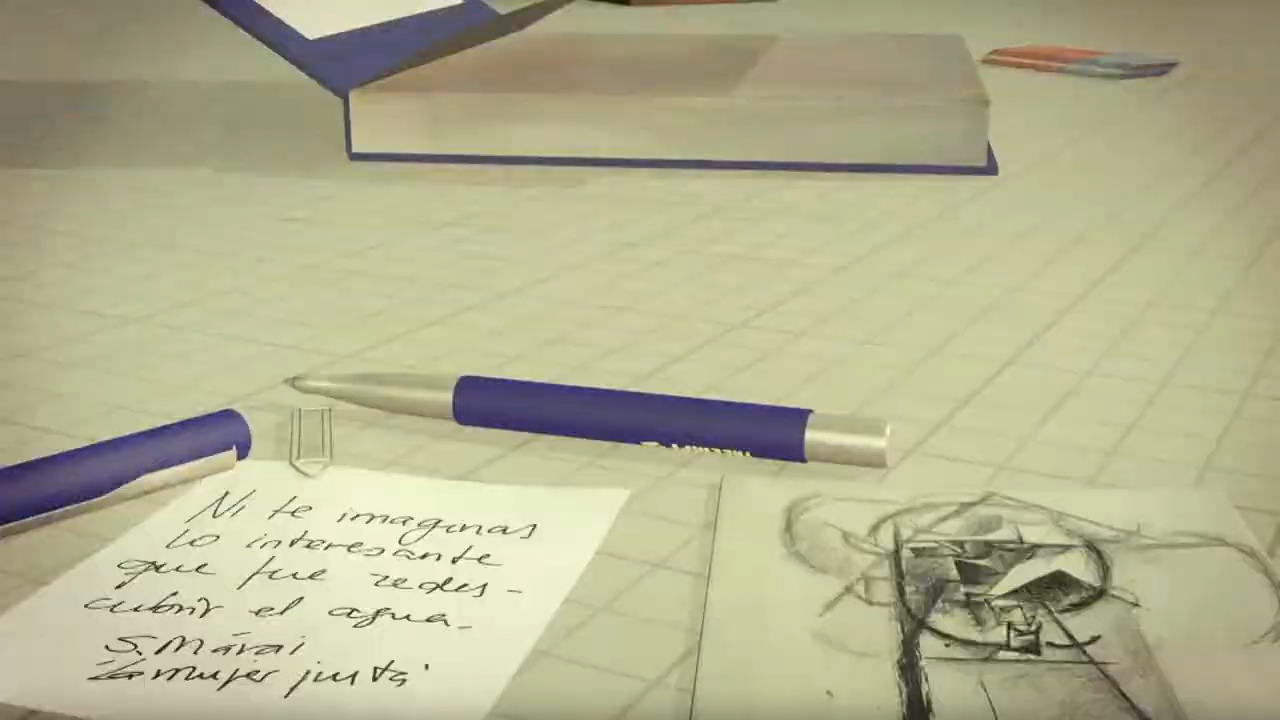 Ni te imaginas
lo interesante
que fue redes-
cubrir el agua.
S. Márai
"La mujer justa"